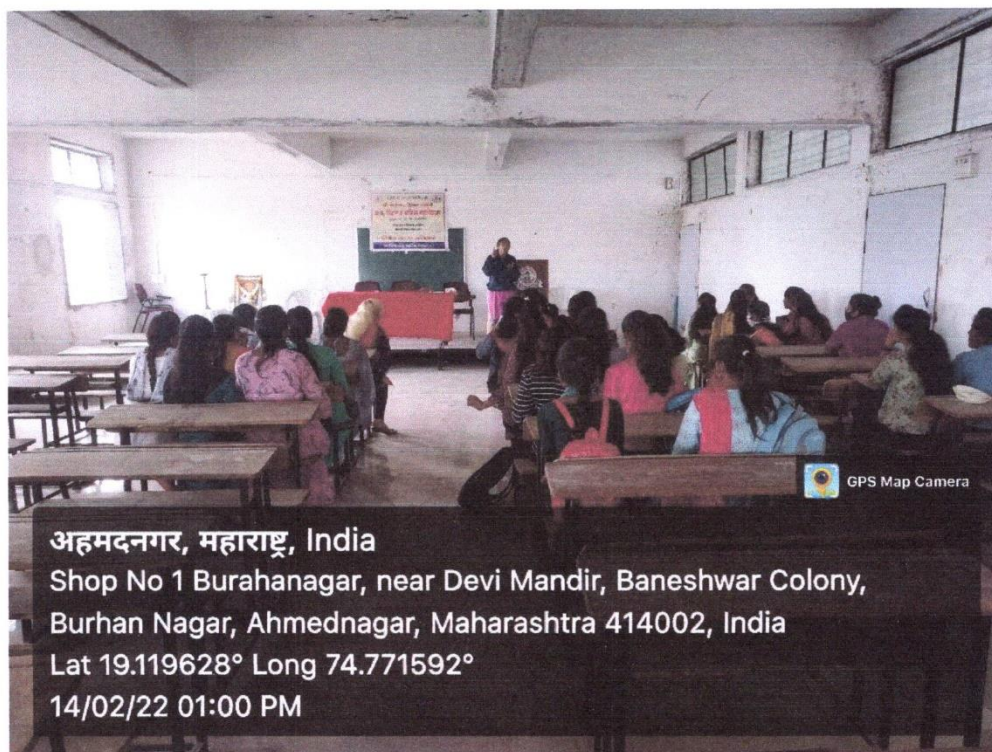 GPS Map Camera
अहमदनगर, महाराष्ट्र, India
Shop No 1 Burahanagar, near Devi Mandir, Baneshwar Colony,
Burhan Nagar, Ahmednagar, Maharashtra 414002, India
Lat 19.119628° Long 74.771592°
14/02/22 01:00 PM